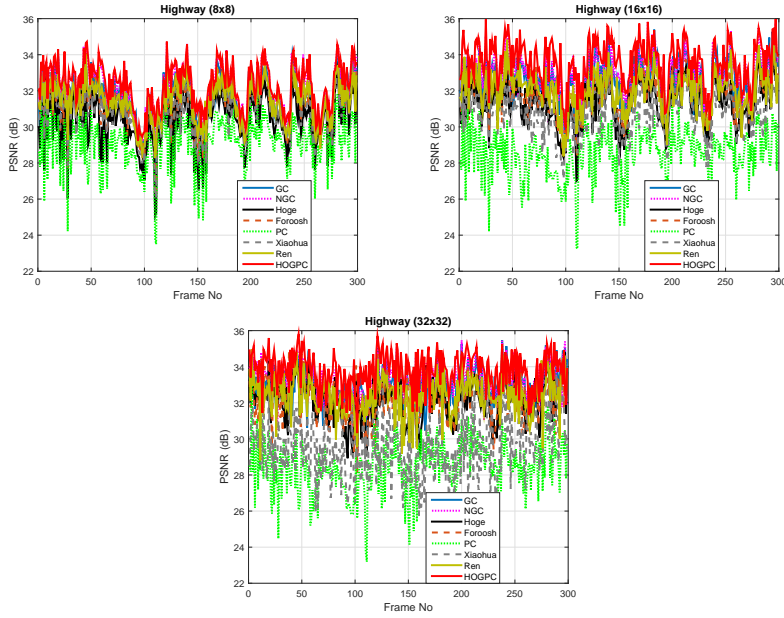 Highway (8x8)
36
34
32
30
28
26
24
22
PSNR (dB)
0
50
100
150
200
250
300
Frame No
GC
NGC
Hoge
Foroosh
PC
Xiaohua
Ren
HOGPC
Highway (16x16)
36
34
32
30
28
26
24
22
PSNR (dB)
0
50
100
150
200
250
300
Frame No
GC
NGC
Hoge
Foroosh
PC
Xiaohua
Ren
HOGPC
Highway (32x32)
36
34
32
30
28
26
24
22
PSNR (dB)
0
50
100
150
200
250
300
Frame No
GC
NGC
Hoge
Foroosh
PC
Xiaohua
Ren
HOGPC